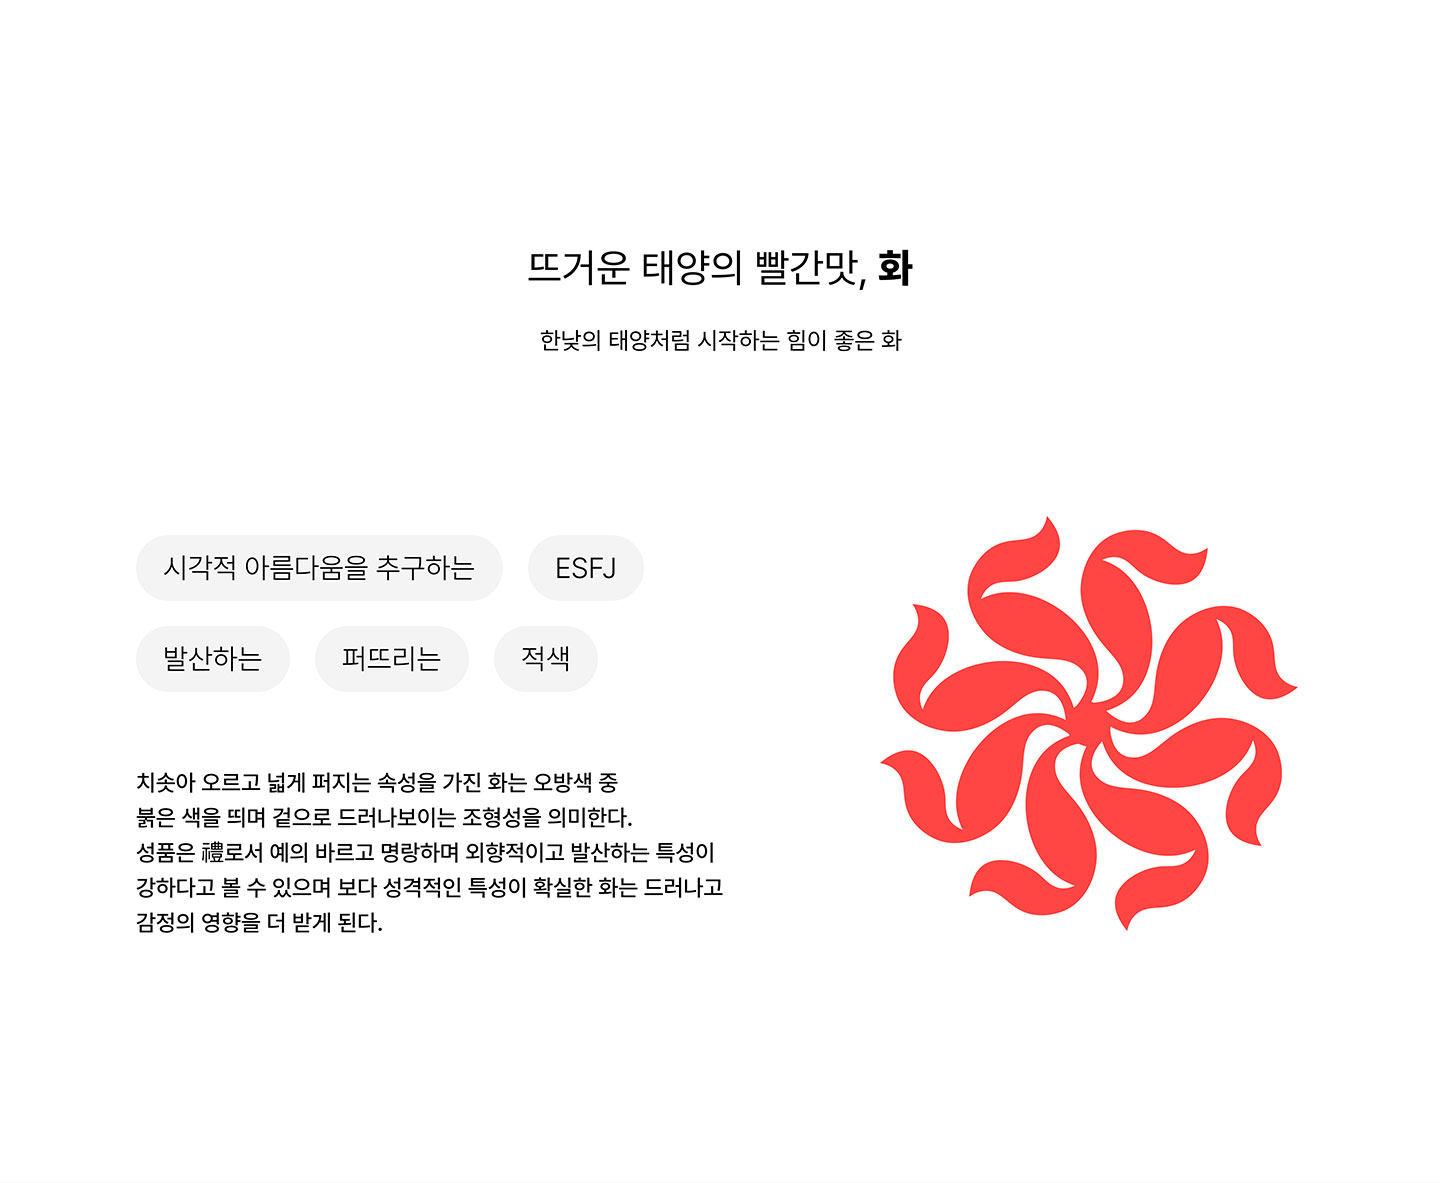 뜨거운 태양의 빨간맛, 화
한낮의 태양처럼 시작하는 힘이 좋은 화
시각적 아름다움을 추구하는
ESFJ
발산하는
퍼뜨리는
적색
치솟아 오르고 넓게 퍼지는 속성을 가진 화는 오방색 중
붉은 색을 띄며 겉으로 드러나보이는 조형성을 의미한다.
성품은 禮로서 예의 바르고 명랑하며 외향적이고 발산하는 특성이
강하다고 볼 수 있으며 보다 성격적인 특성이 확실한 화는 드러나고
감정의 영향을 더 받게 된다.